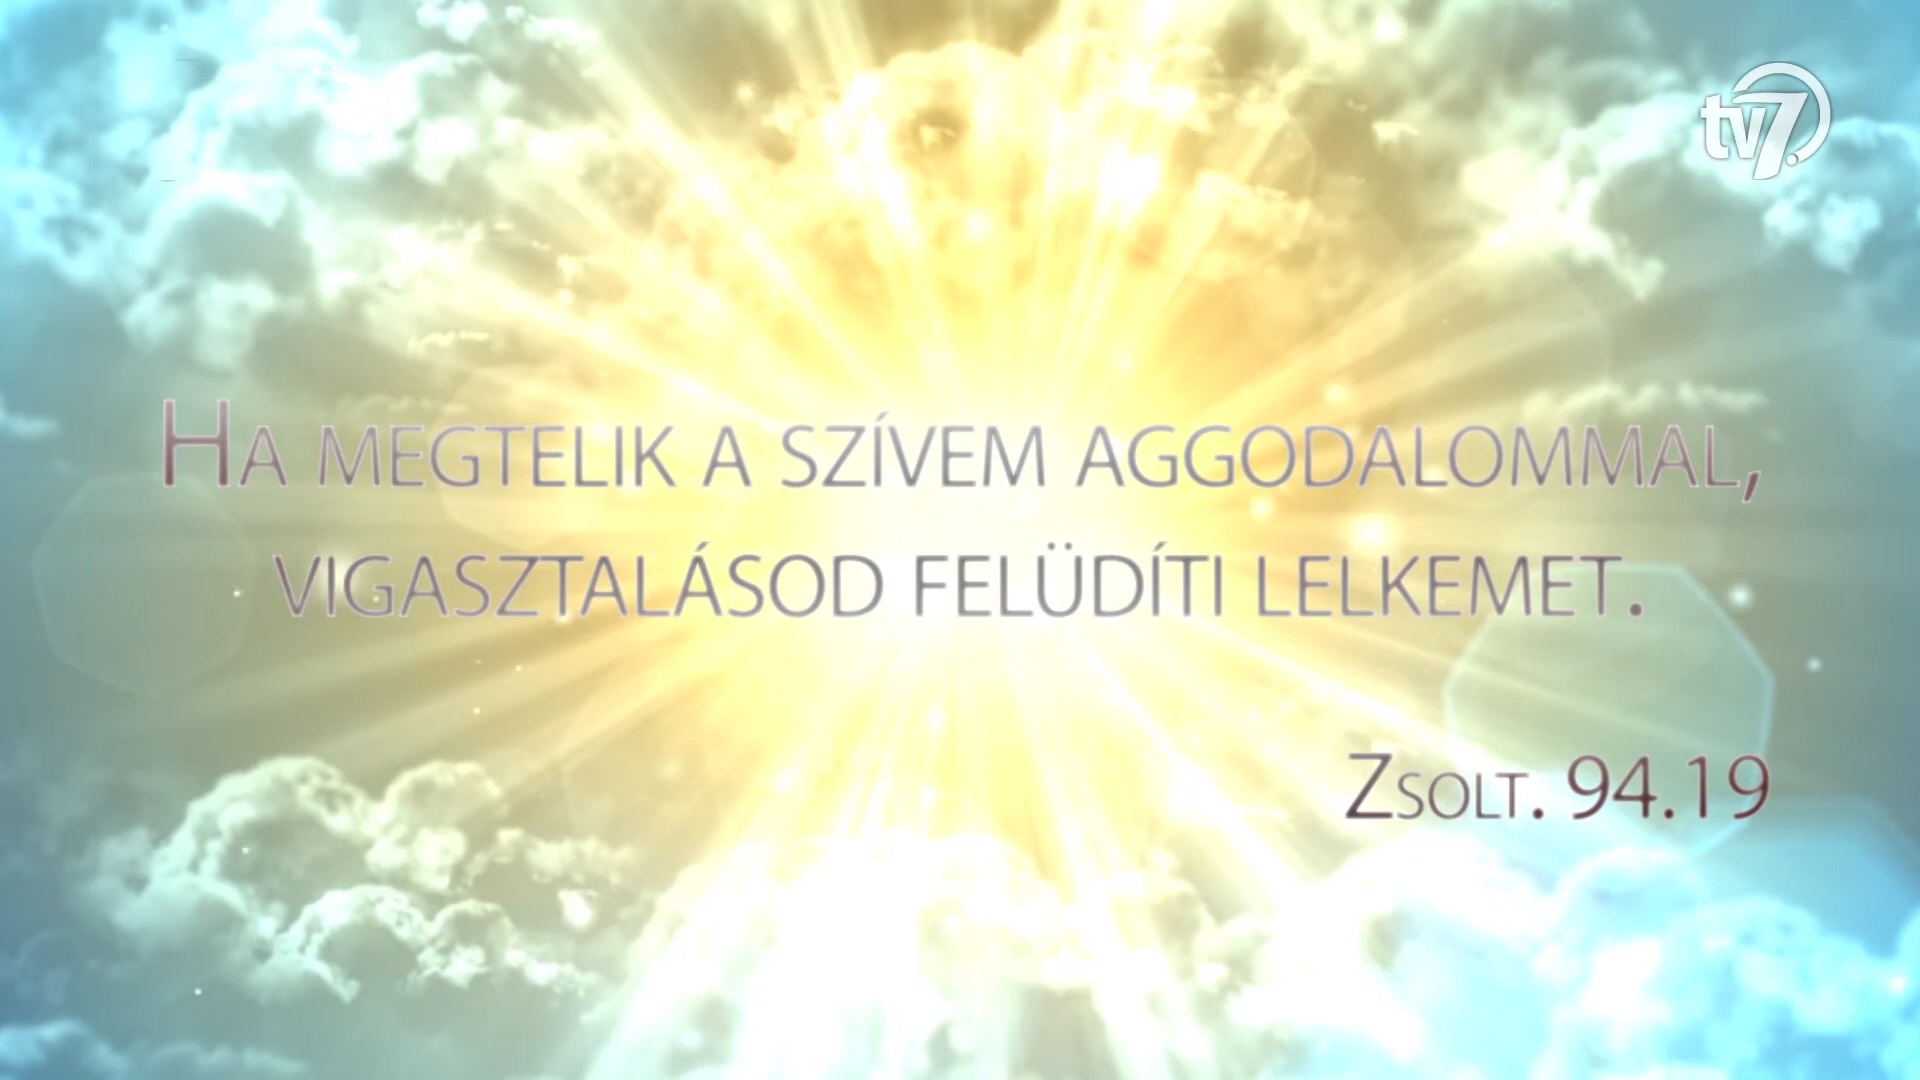 tv7
Ha megtelik a szívem aggodalommal,
vigasztalásod felüdíti lelkemet.
Zsolt. 94.19